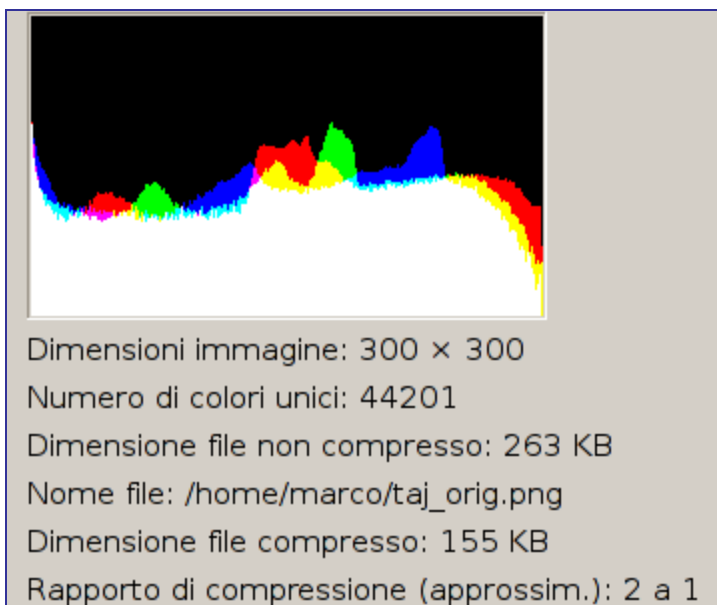 Dimensioni immagine: 300 × 300
Numero di colori unici: 44201
Dimensione file non compresso: 263 KB
Nome file: /home/marco/taj_orig.png
Dimensione file compresso: 155 KB
Rapporto di compressione (approssim.): 2 a 1